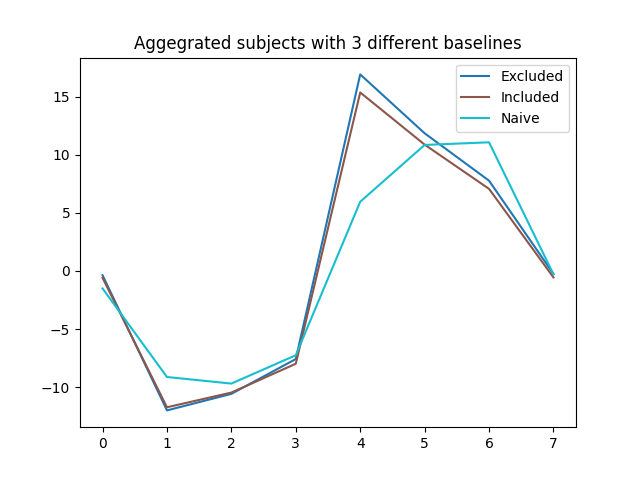 Aggegrated subjects with 3 different baselines
Excluded
Included
Naive
15
10
5
0
−5
−10
0 1 2 3 4 5 6 7